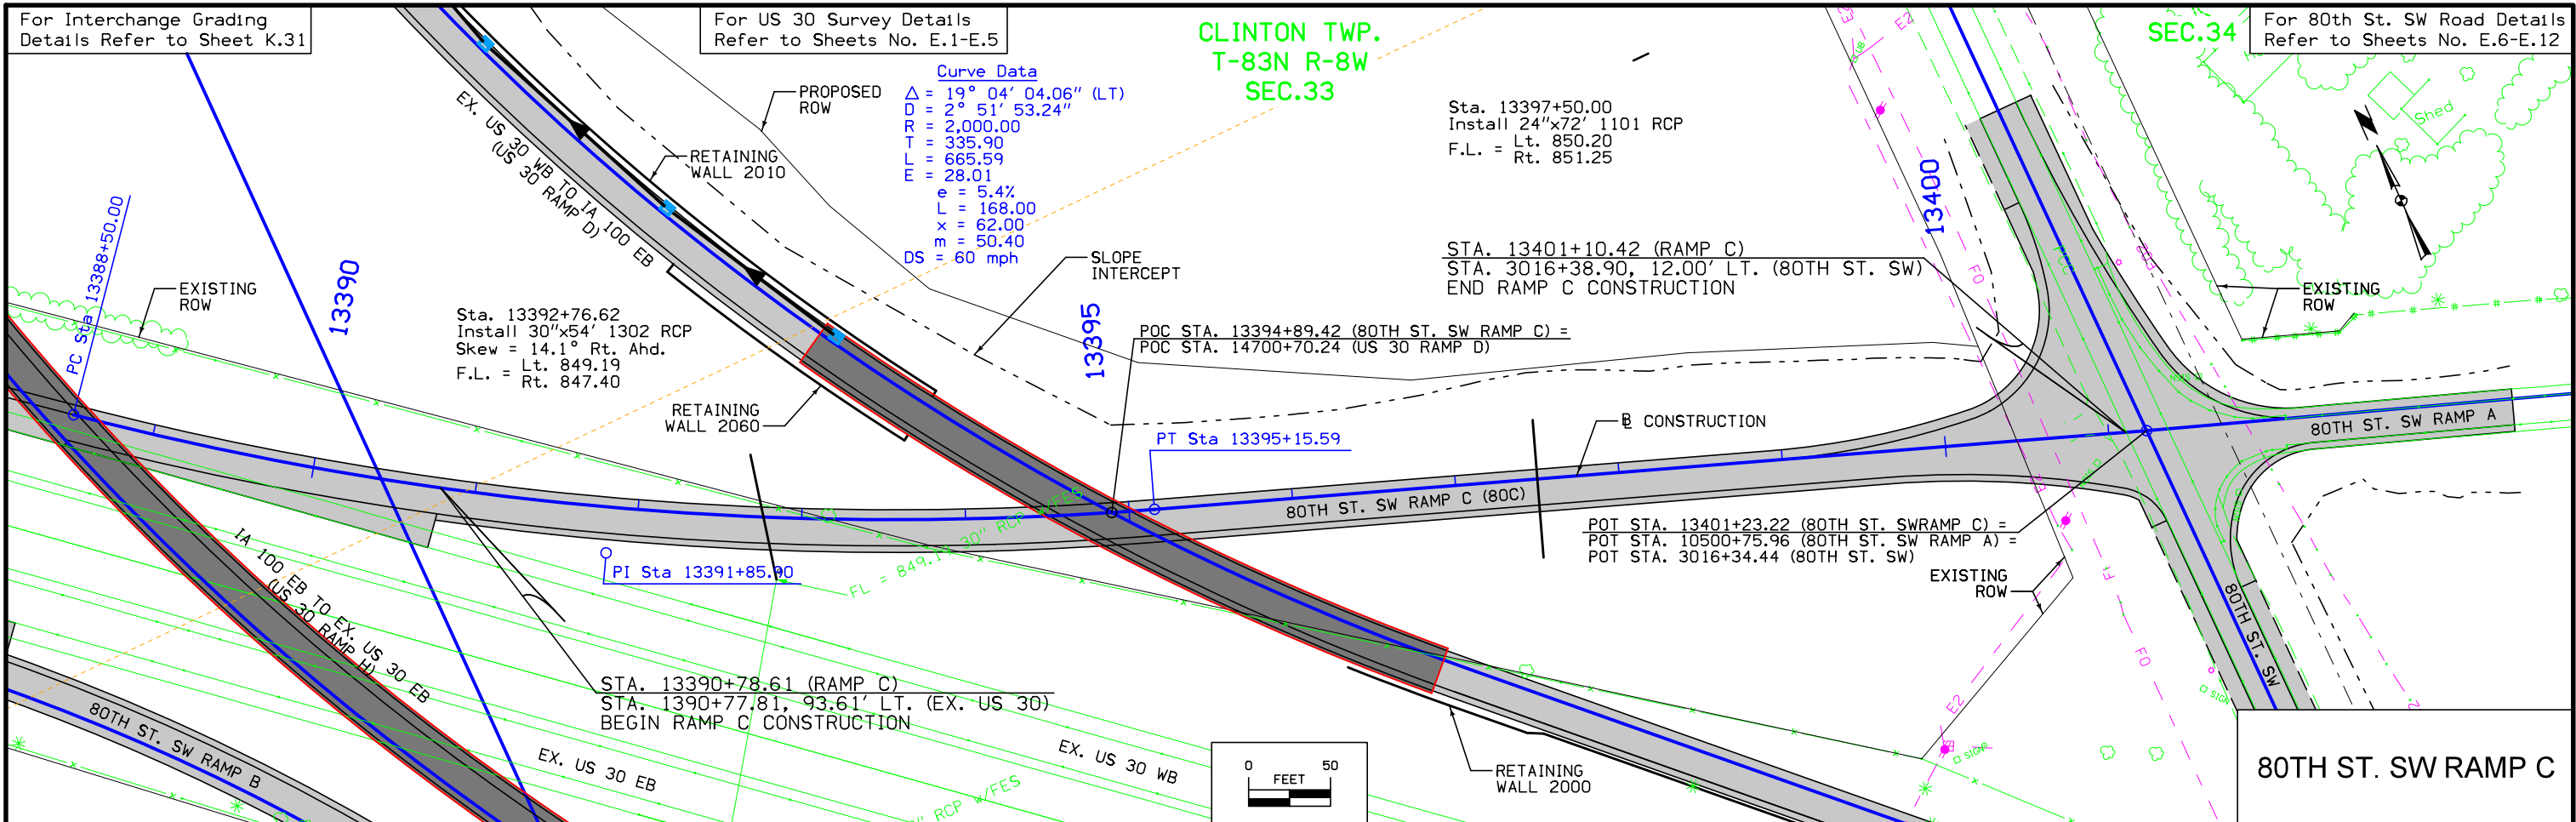 For Interchange Grading
Details Refer to Sheet K.31
For US 30 Survey Details
Refer to Sheets No. E.1-E.5
CLINTON TWP.
T-83N R-8W
SEC.33
SEC.34
For 80th St. SW Road Details
Refer to Sheets No. E.6-E.12
Curve Data
Δ = 19° 04' 04.06" (LT)
D = 2° 51' 53.24"
R = 2,000.00
T = 335.90
L = 665.59
E = 28.01
e = 5.4%
L = 168.00
x = 62.00
m = 50.40
DS = 60 mph
PROPOSED
ROW
RETAINING
WALL 2010
EX. US 30 WB TO IA 100 EB
(US 30 RAMP D)
Sta. 13397+50.00
Install 24"x72' 1101 RCP
F.L. = Lt. 850.20
Rt. 851.25
13400
Shed
E2
E2
UB
PC Sta 13388+50.00
EXISTING
ROW
13390
Sta. 13392+76.62
Install 30"x54' 1302 RCP
Skew = 14.1° Rt. Ahd.
F.L. = Lt. 849.19
Rt. 847.40
RETAINING
WALL 2060
SLOPE
INTERCEPT
13395
STA. 13401+10.42 (RAMP C)
STA. 3016+38.90, 12.00' LT. (80TH ST. SW)
END RAMP C CONSTRUCTION
FO
EXISTING
ROW
POC STA. 13394+89.42 (80TH ST. SW RAMP C) =
POC STA. 14700+70.24 (US 30 RAMP D)
PT Sta 13395+15.59
℄ CONSTRUCTION
80TH ST. SW RAMP A
80TH ST. SW RAMP C (80C)
POT STA. 13401+23.22 (80TH ST. SWRAMP C) =
POT STA. 10500+75.96 (80TH ST. SW RAMP A) =
POT STA. 3016+34.44 (80TH ST. SW)
EXISTING
ROW
PI Sta 13391+85.90
IA 100 EB TO EX. US 30 EB
(US 30 RAMP H)
STA. 13390+78.61 (RAMP C)
STA. 1390+77.81, 93.61' LT. (EX. US 30)
BEGIN RAMP C CONSTRUCTION
80TH ST. SW RAMP B
EX. US 30 EB
EX. US 30 WB
RCP w/FES
0 50
FEET
RETAINING
WALL 2000
E2
FO
SIGN
SIGN
80TH ST. SW
80TH ST. SW RAMP C